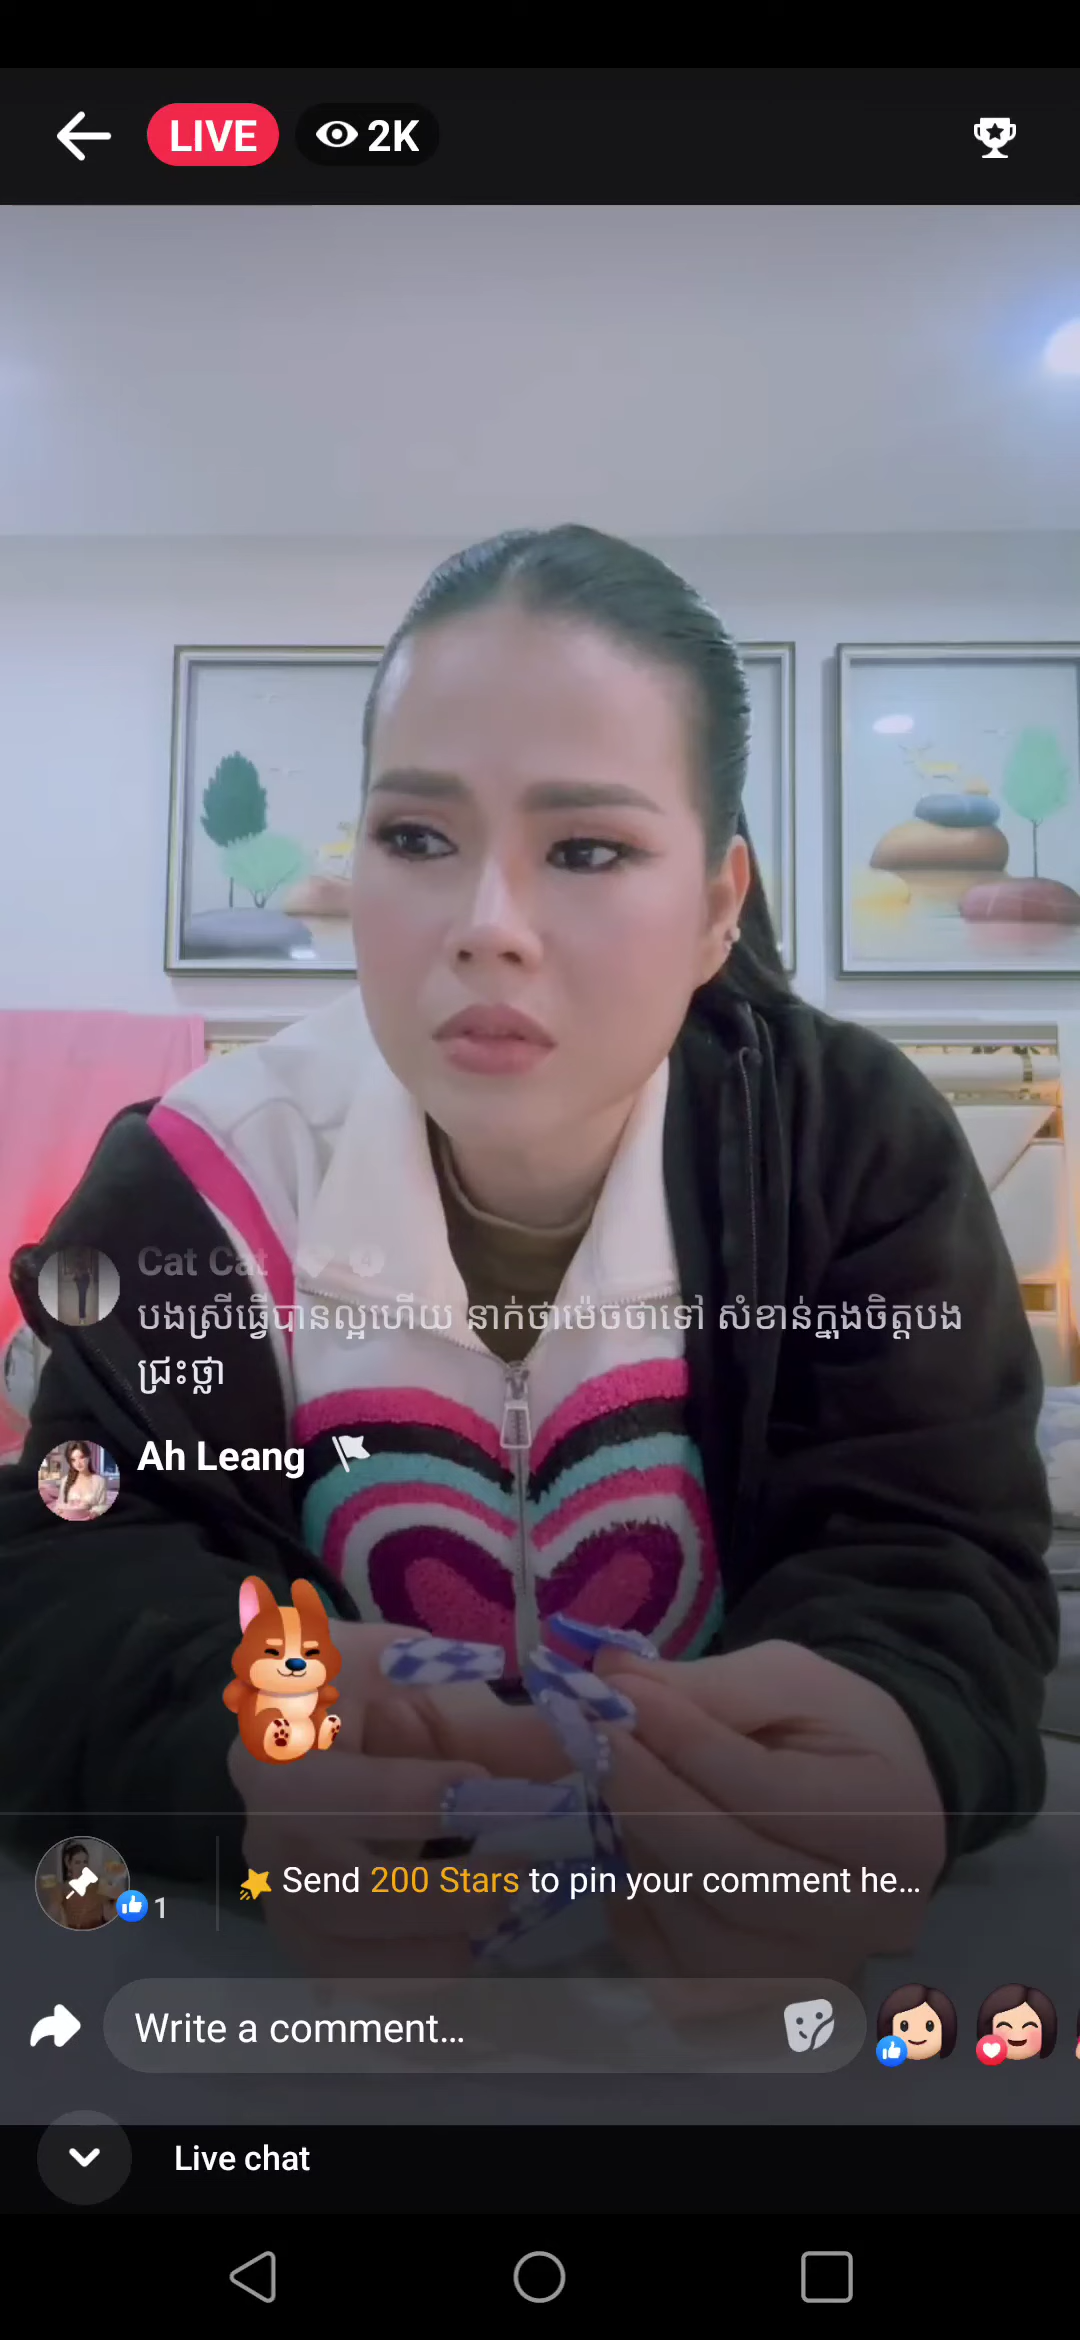 LIVE 2K
Cat Cat
បងស្រីធ្វើបានល្អហើយ នាក់ថាម៉េចថាទៅ សំខាន់ក្នុងចិត្តបង
ជ្រះថ្លា
Ah Leang
1
Send 200 Stars to pin your comment he...
Write a comment...
Live chat